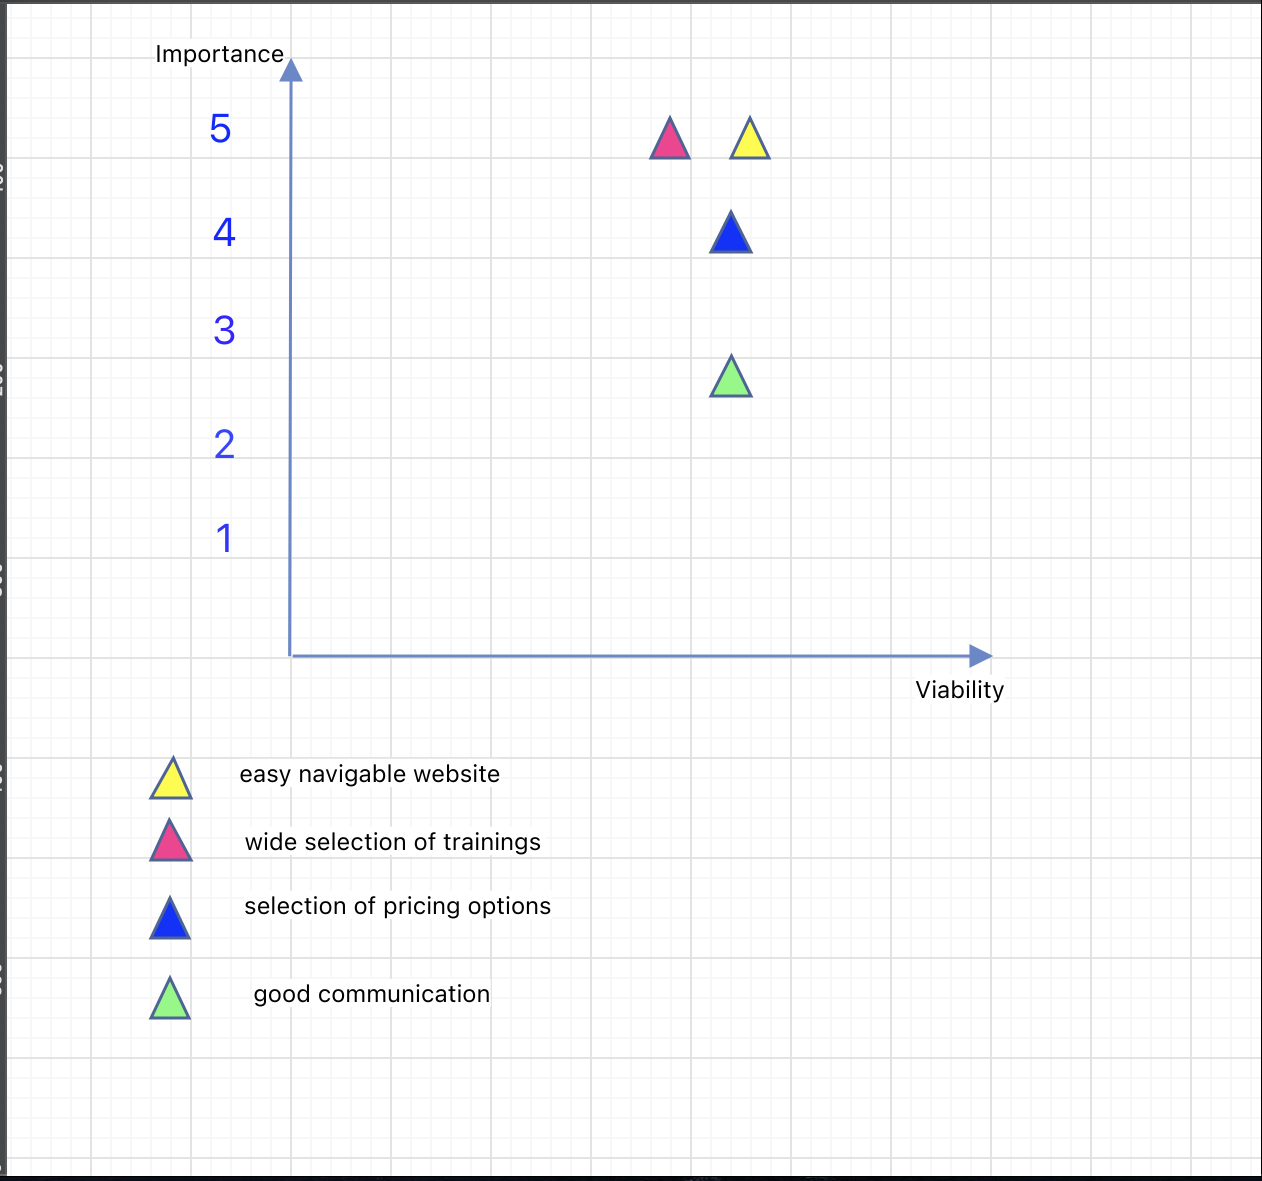 Importance
5
4
3
2
1
Viability
easy navigable website
wide selection of trainings
selection of pricing options
good communication